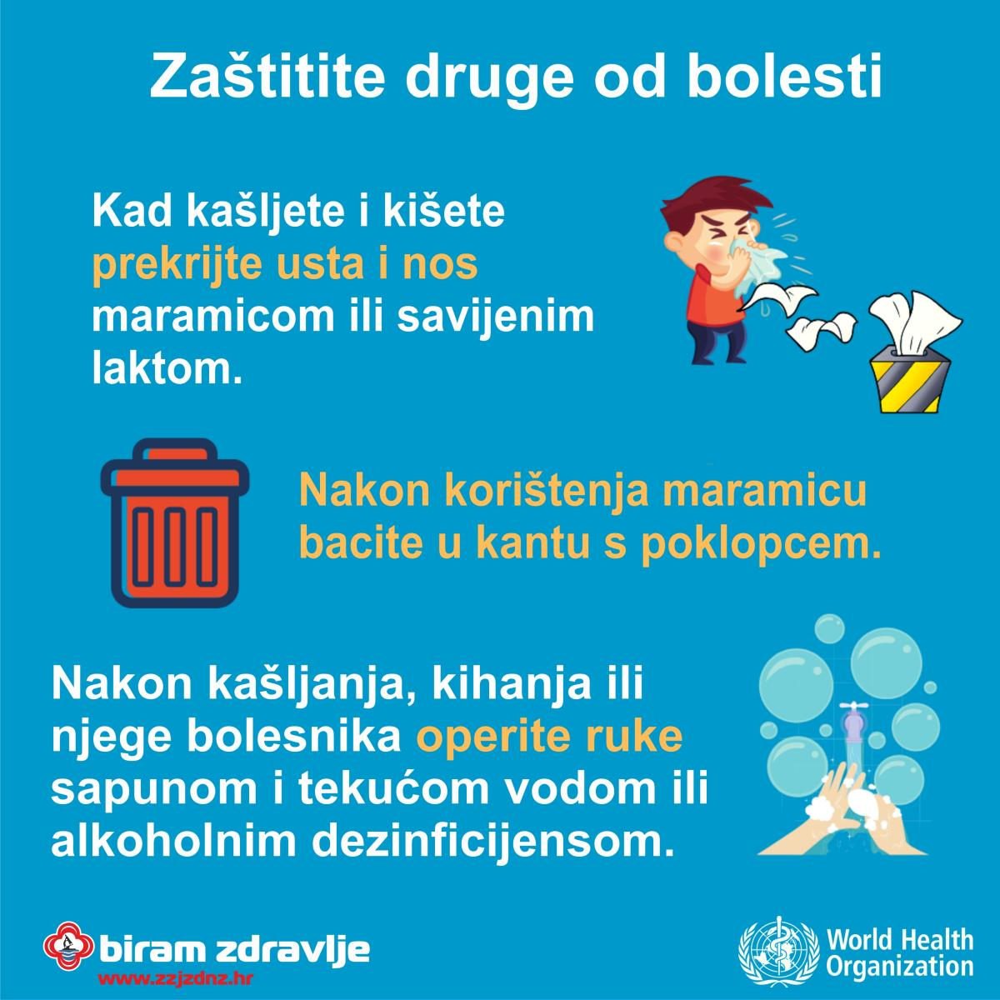 Zaštitite druge od bolesti
Kad kašljete i kišete
prekrijte usta i nos
maramicom ili savijenim
laktom.
Nakon korištenja maramicu
bacite u kantu s poklopcem.
Nakon kašljanja, kihanja ili
njege bolesnika operite ruke
sapunom i tekućom vodom ili
alkoholnim dezinficijensom.
biram zdravlje
www.zzjzdnz.hr
World Health
Organization